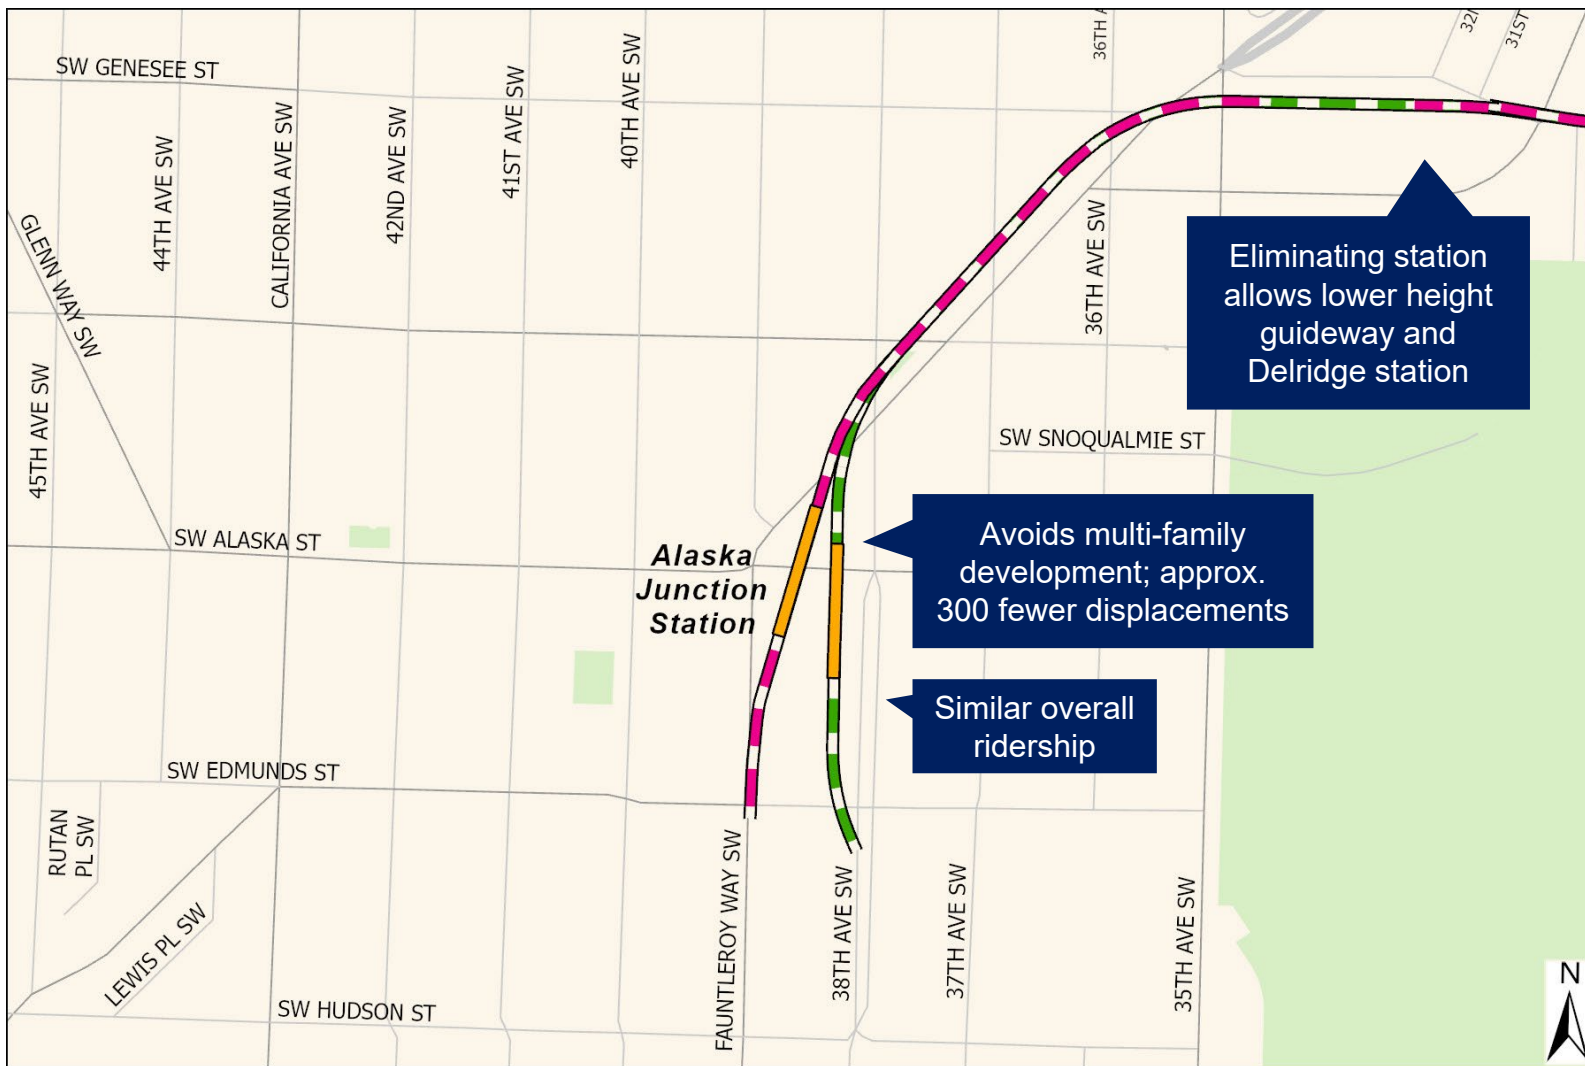 SW GENESEE ST
36TH A
31ST
44TH AVE SW
CALIFORNIA AVE SW
42ND AVE SW
41ST AVE SW
40TH AVE SW
GLENN WAY SW
36TH AVE SW
Eliminating station
allows lower height
guideway and
Delridge station
45TH AVE SW
SW SNOQUALMIE ST
SW ALASKA ST
Alaska
Junction
Station
Avoids multi-family
development; approx.
300 fewer displacements
Similar overall
ridership
SW EDMUNDS ST
RUTAN
PL SW
LEWIS PL SW
FAUNTLEROY WAY SW
38TH AVE SW
37TH AVE SW
35TH AVE SW
SW HUDSON ST
N